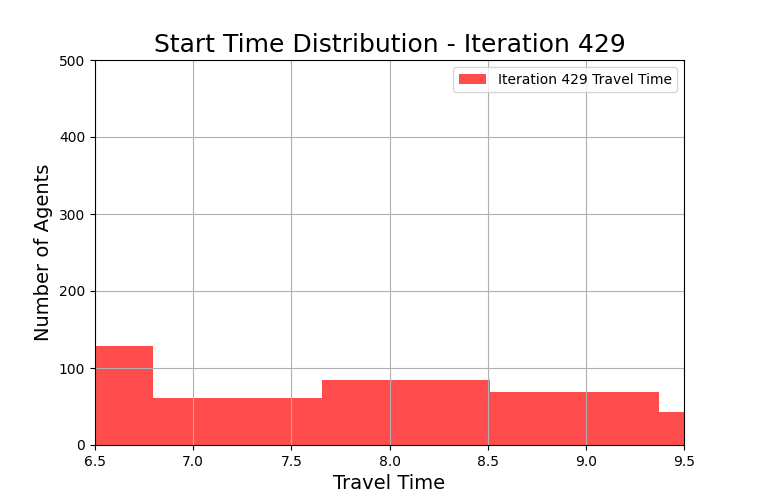 Start Time Distribution - Iteration 429
Iteration 429 Travel Time
Number of Agents
500
400
300
200
100
0
6.5 7.0 7.5 8.0 8.5 9.0 9.5
Travel Time